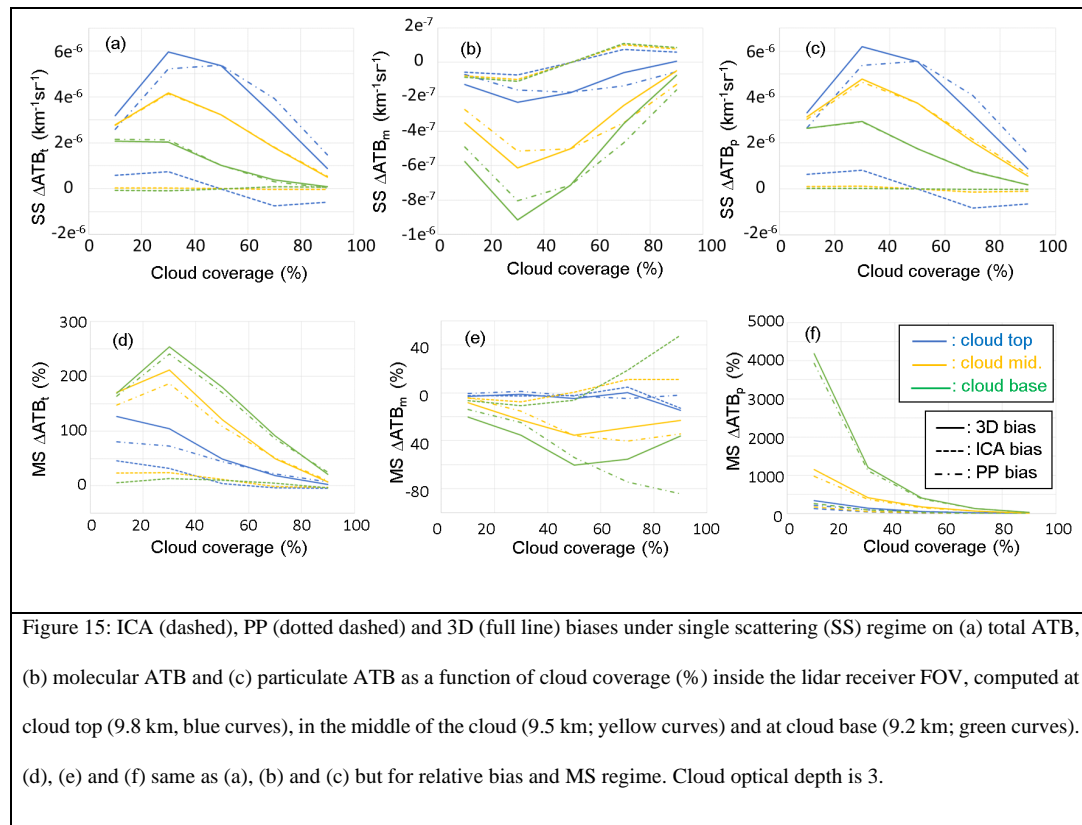 (a)
SS ΔATBt (km-1sr-1)
6e-6
4e-6
2e-6
0
-2e-6
0 20 40 60 80 100
Cloud coverage (%)
(b)
SS ΔATBm (km-1sr-1)
2e-7
0
-2e-7
-4e-7
-6e-7
-8e-7
-1e-6
0 20 40 60 80 100
Cloud coverage (%)
(c)
SS ΔATBp (km-1sr-1)
6e-6
4e-6
2e-6
0
-2e-6
0 20 40 60 80 100
Cloud coverage (%)
(d)
MS ΔATBt (%)
300
200
100
0
0 20 40 60 80 100
Cloud coverage (%)
(e)
MS ΔATBm (%)
40
0
40
-80
0 20 40 60 80 100
Cloud coverage (%)
(f)
MS ΔATBp (%)
5000
4000
3000
2000
1000
0
0 20 40 60 80 100
Cloud coverage (%)
: cloud top
: cloud mid.
: cloud base
: 3D bias
: ICA bias
: PP bias
Figure 15: ICA (dashed), PP (dotted dashed) and 3D (full line) biases under single scattering (SS) regime on (a) total ATB,
(b) molecular ATB and (c) particulate ATB as a function of cloud coverage (%) inside the lidar receiver FOV, computed at
cloud top (9.8 km, blue curves), in the middle of the cloud (9.5 km; yellow curves) and at cloud base (9.2 km; green curves).
(d), (e) and (f) same as (a), (b) and (c) but for relative bias and MS regime. Cloud optical depth is 3.